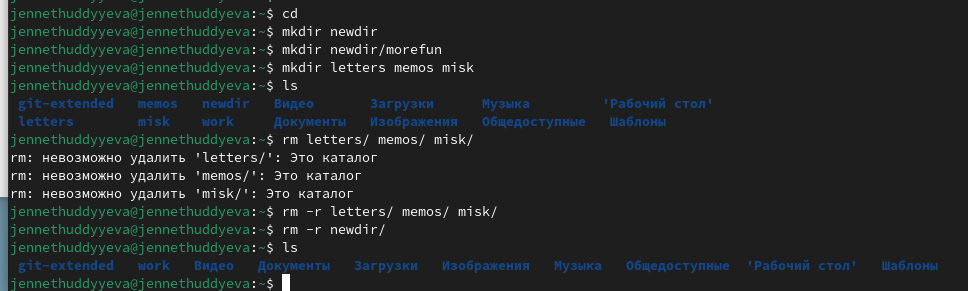 jennethuddyyeva@jennethuddyeva:~$ cd
jennethuddyyeva@jennethuddyeva:~$ mkdir newdir
jennethuddyyeva@jennethuddyeva:~$ mkdir newdir/morefun
jennethuddyyeva@jennethuddyeva:~$ mkdir letters memos misk
jennethuddyyeva@jennethuddyeva:~$ ls
git-extended memos newdir Видео Загрузки Музыка 'Рабочий стол'
letters misk work Документы Изображения Общедоступные Шаблоны
jennethuddyyeva@jennethuddyeva:~$ rm letters/ memos/ misk/
rm: невозможно удалить 'letters/': Это каталог
rm: невозможно удалить 'memos/': Это каталог
rm: невозможно удалить 'misk/': Это каталог
jennethuddyyeva@jennethuddyeva:~$ rm -r letters/ memos/ misk/
jennethuddyyeva@jennethuddyeva:~$ rm -r newdir/
jennethuddyyeva@jennethuddyeva:~$ ls
git-extended work Видео Документы Загрузки Изображения Музыка Общедоступные 'Рабочий стол' Шаблоны
jennethuddyyeva@jennethuddyeva:~$